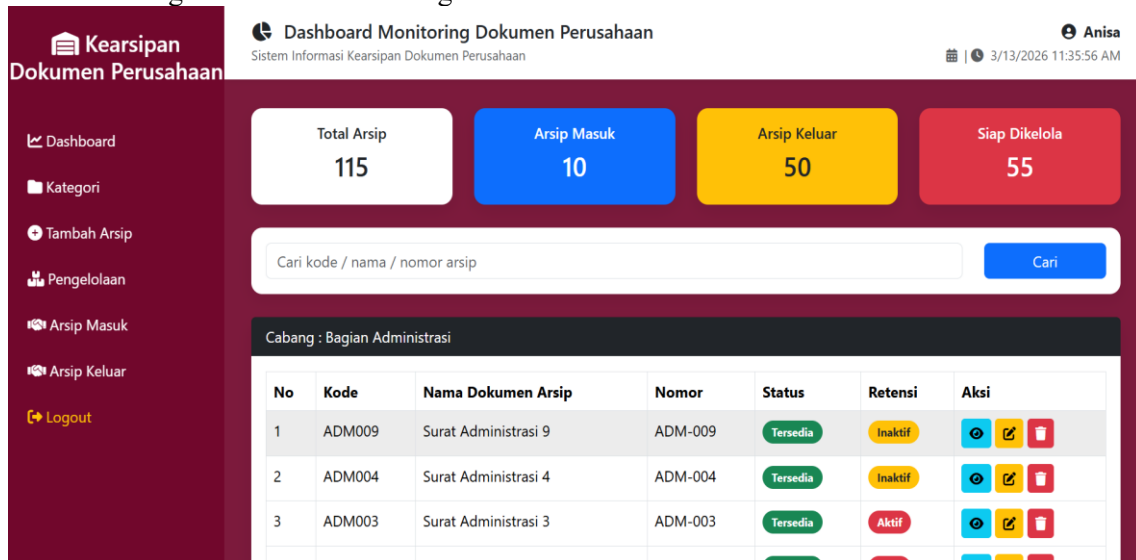 Kearsipan
Dokumen Perusahaan
Dashboard
Kategori
Tambah Arsip
Pengelolaan
Arsip Masuk
Arsip Keluar
Logout
Dashboard Monitoring Dokumen Perusahaan
Sistem Informasi Kearsipan Dokumen Perusahaan
Anisa
| 3/13/2026 11:35:56 AM
Total Arsip
115
Arsip Masuk
10
Arsip Keluar
50
Siap Dikelola
55
Cari kode / nama / nomor arsip
Cari
Cabang : Bagian Administrasi
No Kode Nama Dokumen Arsip Nomor Status Retensi Aksi
1 ADM009 Surat Administrasi 9 ADM-009 Tersedia Inaktif
2 ADM004 Surat Administrasi 4 ADM-004 Tersedia Inaktif
3 ADM003 Surat Administrasi 3 ADM-003 Tersedia Aktif